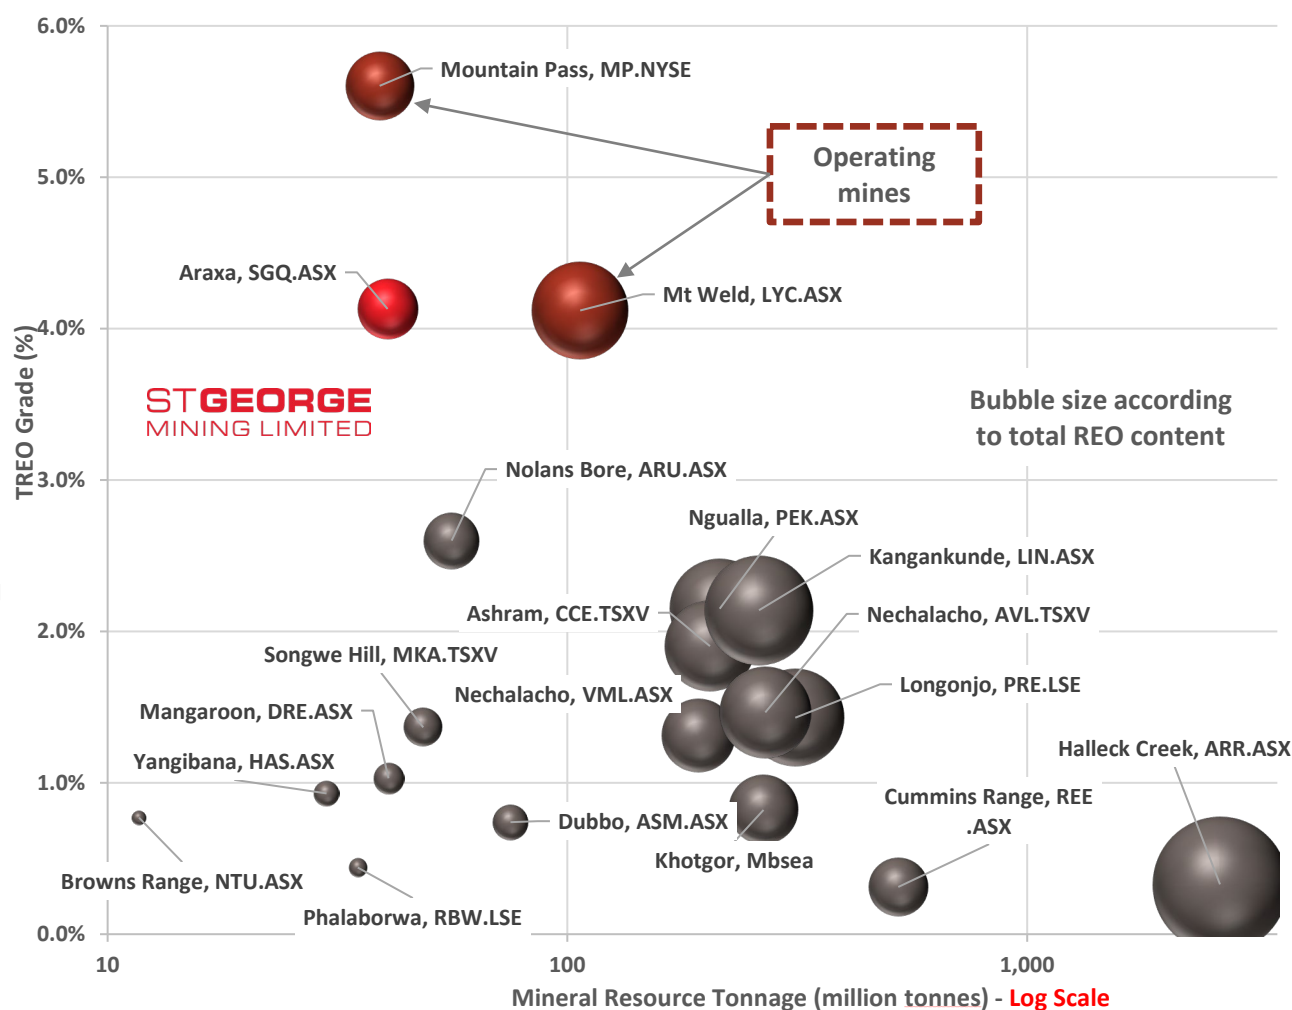 6.0%
Mountain Pass, MP.NYSE
Operating
mines
5.0%
Araxa, SGQ.ASX
Mt Weld, LYC.ASX
4.0%
TREO Grade (%)
STGEORGE
MINING LIMITED
Bubble size according
to total REO content
3.0%
Nolans Bore, ARU.ASX
Ngualla, PEK.ASX
Kangankunde, LIN.ASX
Ashram, CCE.TSXV
Nechalacho, AVL.TSXV
2.0%
Songwe Hill, MKA.TSXV
Nechalacho, VML.ASX
Longonjo, PRE.LSE
Mangaroon, DRE.ASX
Halleck Creek, ARR.ASX
Yangibana, HAS.ASX
1.0%
Cummins Range, REE
.ASX
Dubbo, ASM.ASX
Khotgor, Mbsea
Browns Range, NTU.ASX
Phalaborwa, RBW.LSE
0.0%
10
100
1,000
Mineral Resource Tonnage (million tonnes) - Log Scale